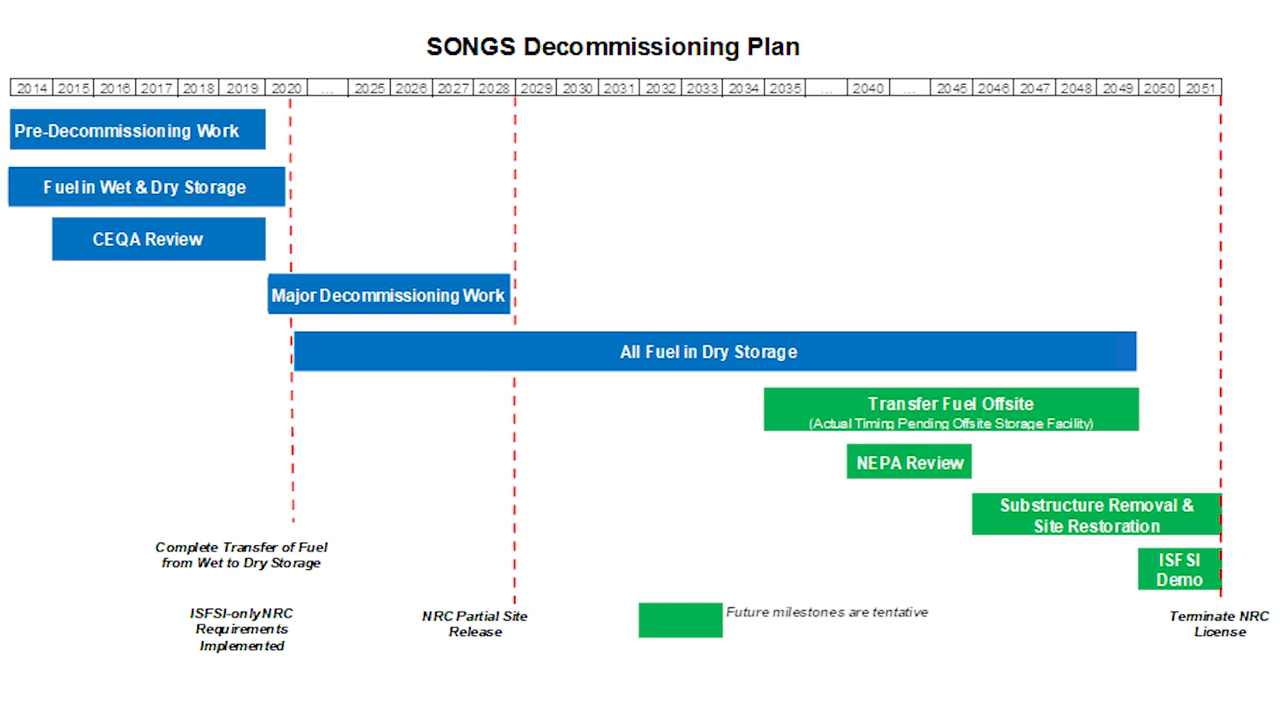 SONGS Decommissioning Plan
2014 2015 2016 2017 2018 2019 2020 ... 2025 2026 2027 2028 2029 2030 2031 2032 2033 2034 2035 ... 2040 ... 2045 2046 2047 2048 2049 2050 2051
Pre-Decommissioning Work
Fuel in Wet & Dry Storage
CEQA Review
Major Decommissioning Work
All Fuel in Dry Storage
Transfer Fuel Offsite
(Actual Timing Pending Offsite Storage Facility)
NEPA Review
Substructure Removal &
Site Restoration
ISFSI
Demo
Complete Transfer of Fuel
from Wet to Dry Storage
ISFSI-only NRC
Requirements
Implemented
NRC Partial Site
Release
Future milestones are tentative
Terminate NRC
License